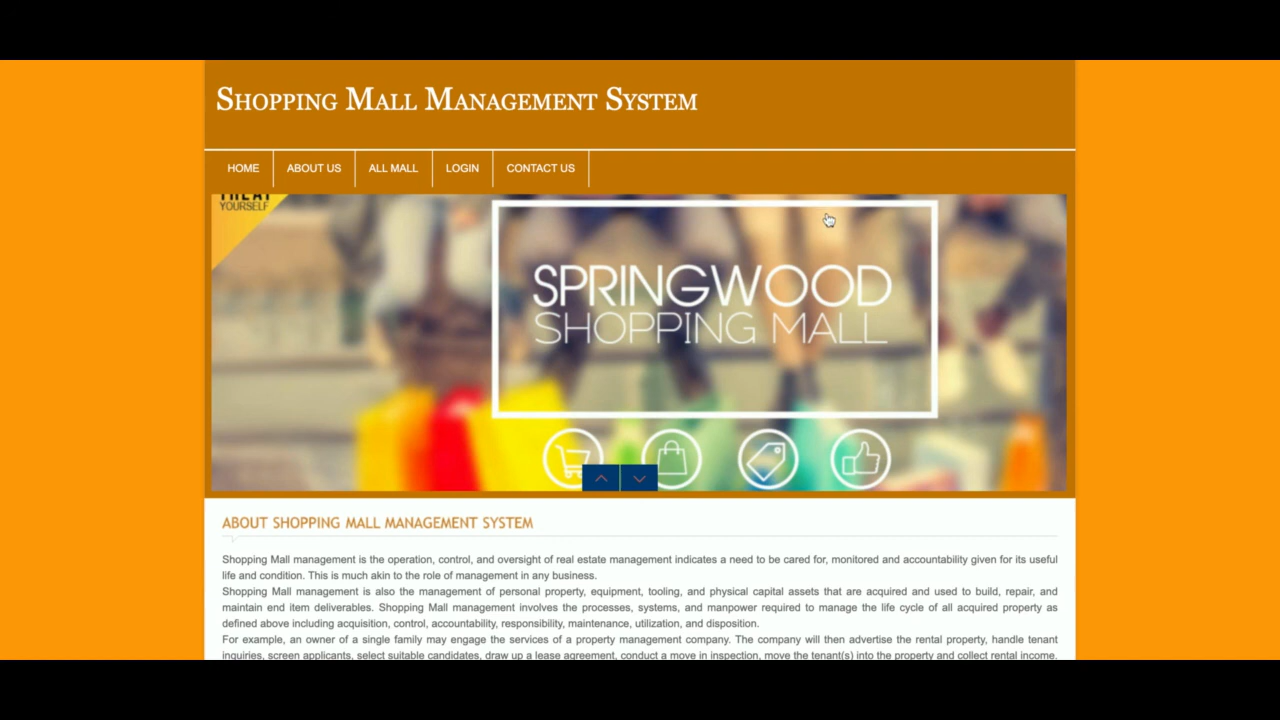 SHOPPING MALL MANAGEMENT SYSTEM
HOME
ABOUT US
ALL MALL
LOGIN
CONTACT US
YOURSELF
SPRINGWOOD
SHOPPING MALL
ABOUT SHOPPING MALL MANAGEMENT SYSTEM
Shopping Mall management is the operation, control, and oversight of real estate management indicates a need to be cared for, monitored and accountability given for its useful
life and condition. This is much akin to the role of management in any business.
Shopping Mall management is also the management of personal property, equipment, tooling, and physical capital assets that are acquired and used to build, repair, and
maintain end item deliverables. Shopping Mall management involves the processes, systems, and manpower required to manage the life cycle of all acquired property as
defined above including acquisition, control, accountability, responsibility, maintenance, utilization, and disposition.
For example, an owner of a single family may engage the services of a property management company. The company will then advertise the rental property, handle tenant
inquiries, screen applicants, select suitable candidates, draw up a lease agreement, conduct a move in inspection, move the tenant(s) into the property and collect rental income.